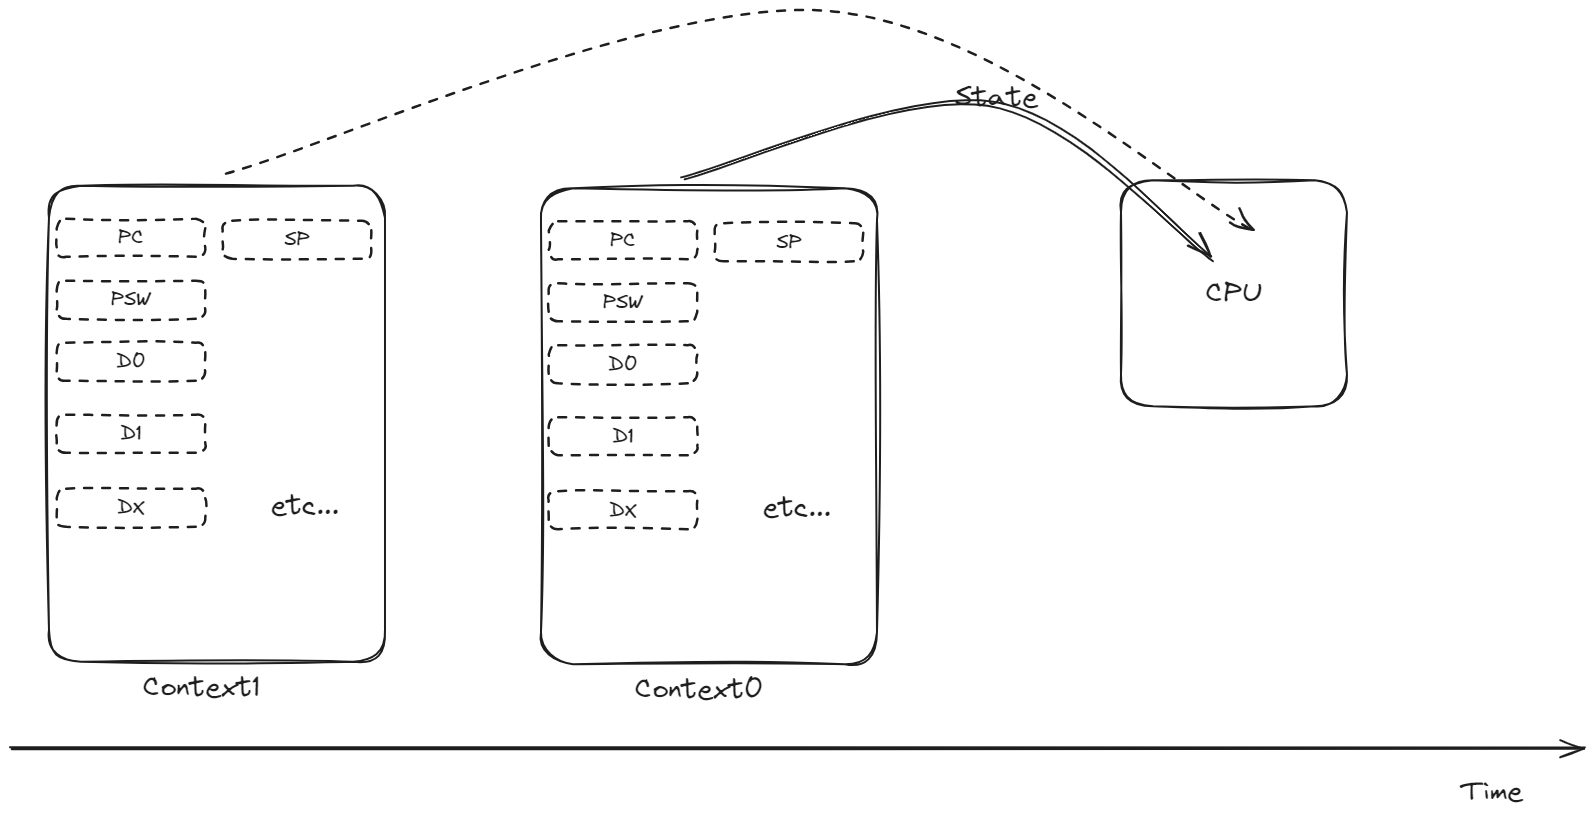 State
PC
SP
PSW
D0
D1
DX
etc...
Context1
PC
SP
PSW
D0
D1
DX
etc...
Context0
CPU
Time